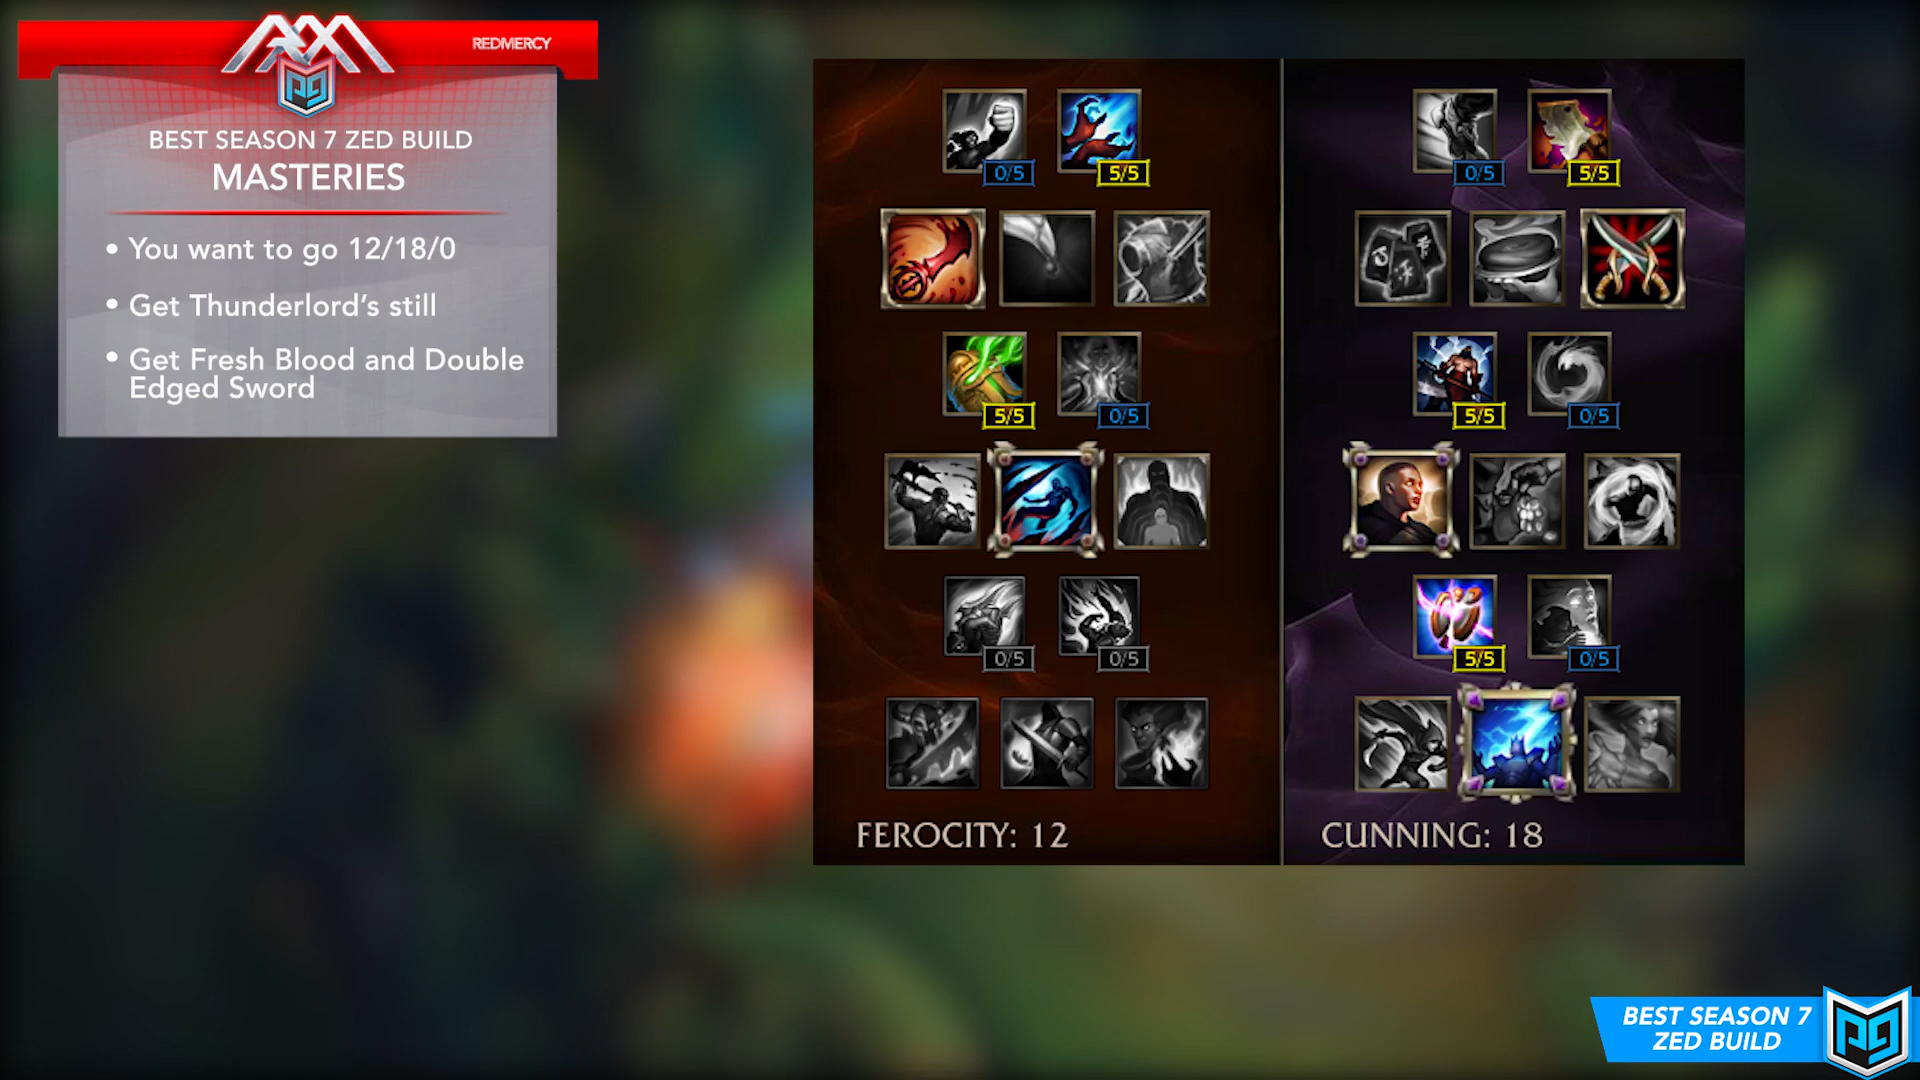 REDMERCY
BEST SEASON 7 ZED BUILD
MASTERIES
• You want to go 12/18/0
• Get Thunderlord's still
• Get Fresh Blood and Double
Edged Sword
0/5 5/5
5/5 0/5
0/5 0/5
FEROCITY: 12
0/5 5/5
5/5 0/5
5/5 0/5
CUNNING: 18
BEST SEASON 7
ZED BUILD
PG